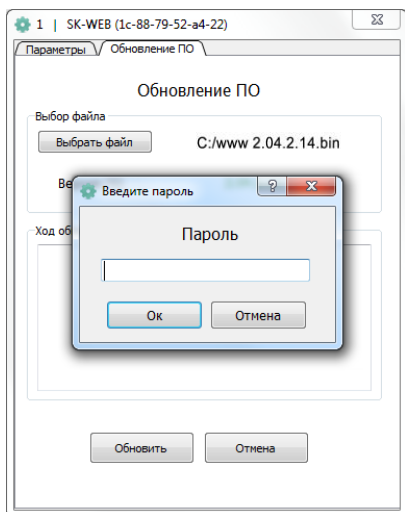 1 | SK-WEB (1c-88-79-52-a4-22)
Параметры Обновление ПО
Обновление ПО
Выбор файла
Выбрать файл C:/www 2.04.2.14.bin
Введите пароль
Пароль
Ок Отмена
Обновить Отмена